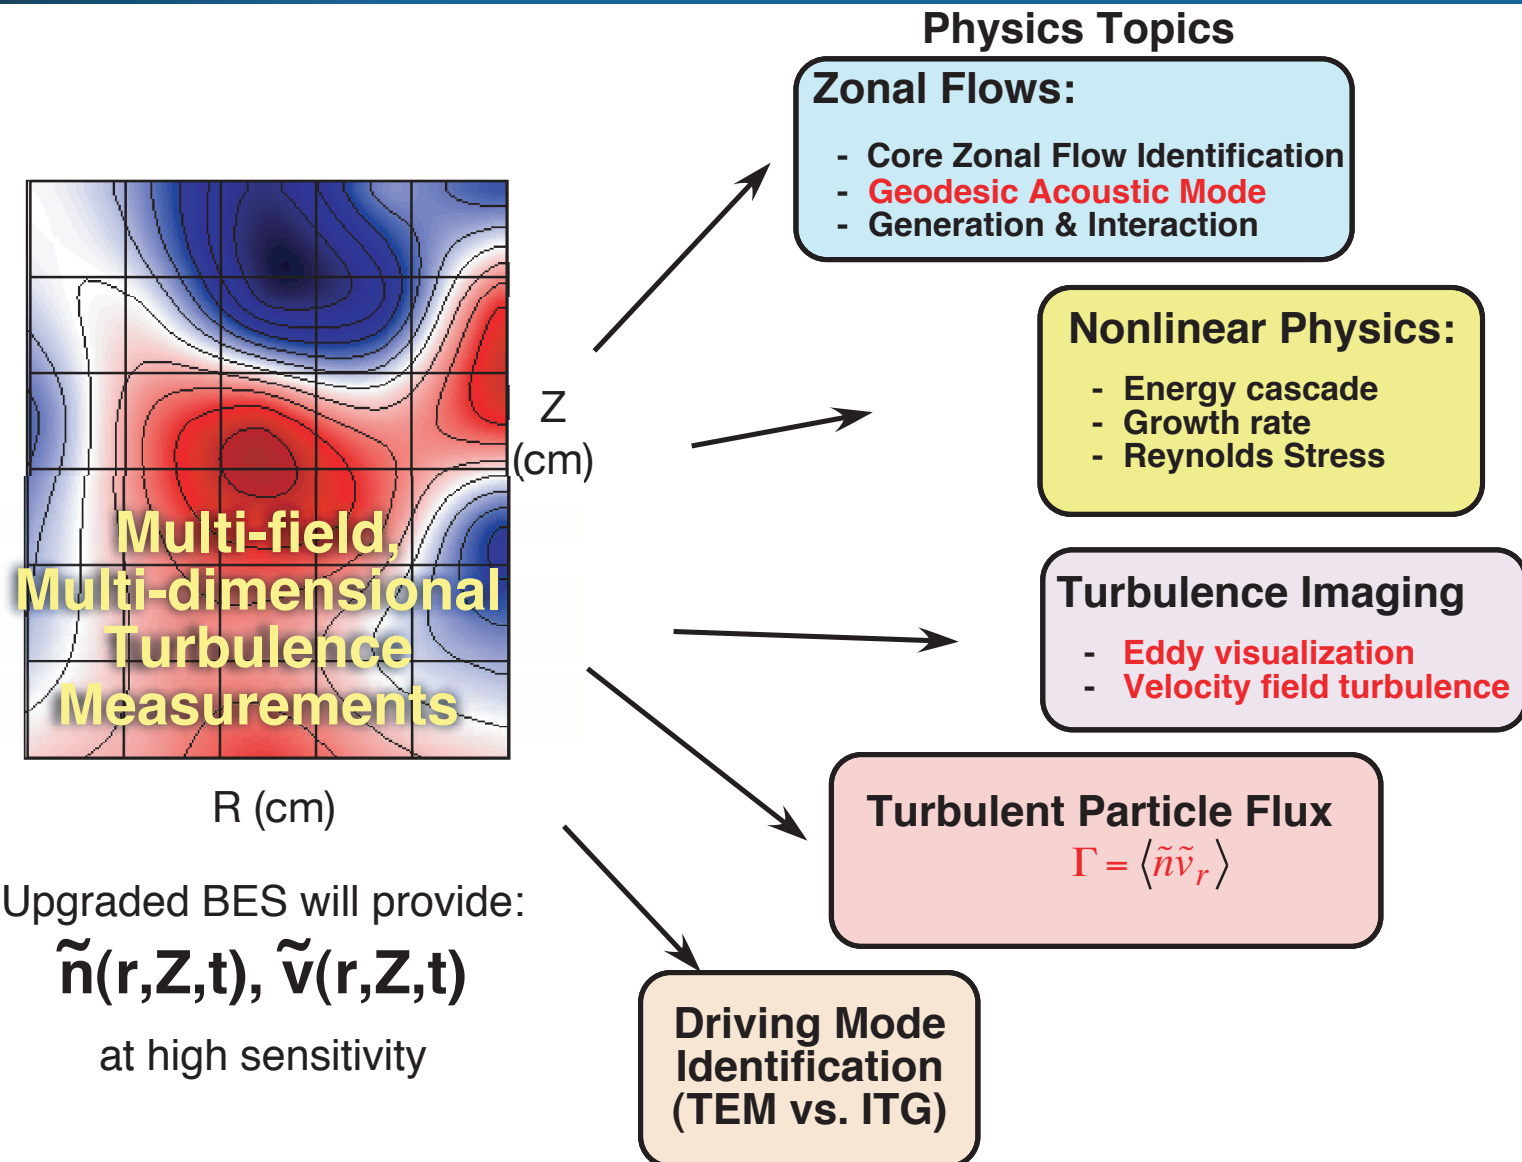 Physics Topics
Zonal Flows:
- Core Zonal Flow Identification
- Geodesic Acoustic Mode
- Generation & Interaction
Nonlinear Physics:
- Energy cascade
- Growth rate
- Reynolds Stress
Z
(cm)
Multi-field,
Multi-dimensional
Turbulence
Measurements
R (cm)
Turbulence Imaging
- Eddy visualization
- Velocity field turbulence
Turbulent Particle Flux
Γ = ⟨ñṽ_r⟩
Upgraded BES will provide:
ñ(r,Z,t), ṽ(r,Z,t)
at high sensitivity
Driving Mode
Identification
(TEM vs. ITG)